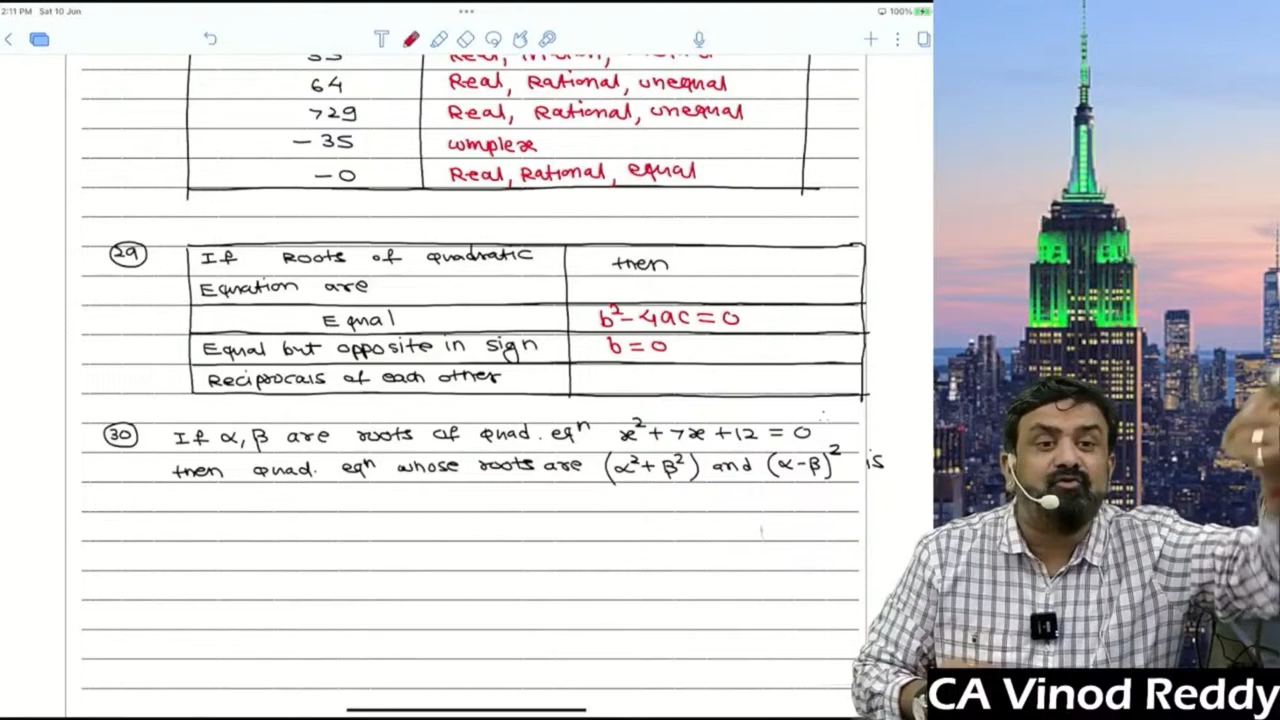 2:11 PM Sat 10 Jun
100%
64 Real, Rational, unequal
729 Real, Rational, unequal
-35 complex
-0 Real, Rational, equal
29 If Roots of quadratic then
Equation are
Equal b²-4ac=0
Equal but opposite in sign b=0
Reciprocals of each other
30 If α, β are roots of quad. eqⁿ x²+7x+12=0
then quad. eqⁿ whose roots are (α²+β²) and (α-β)² is
CA Vinod Reddy